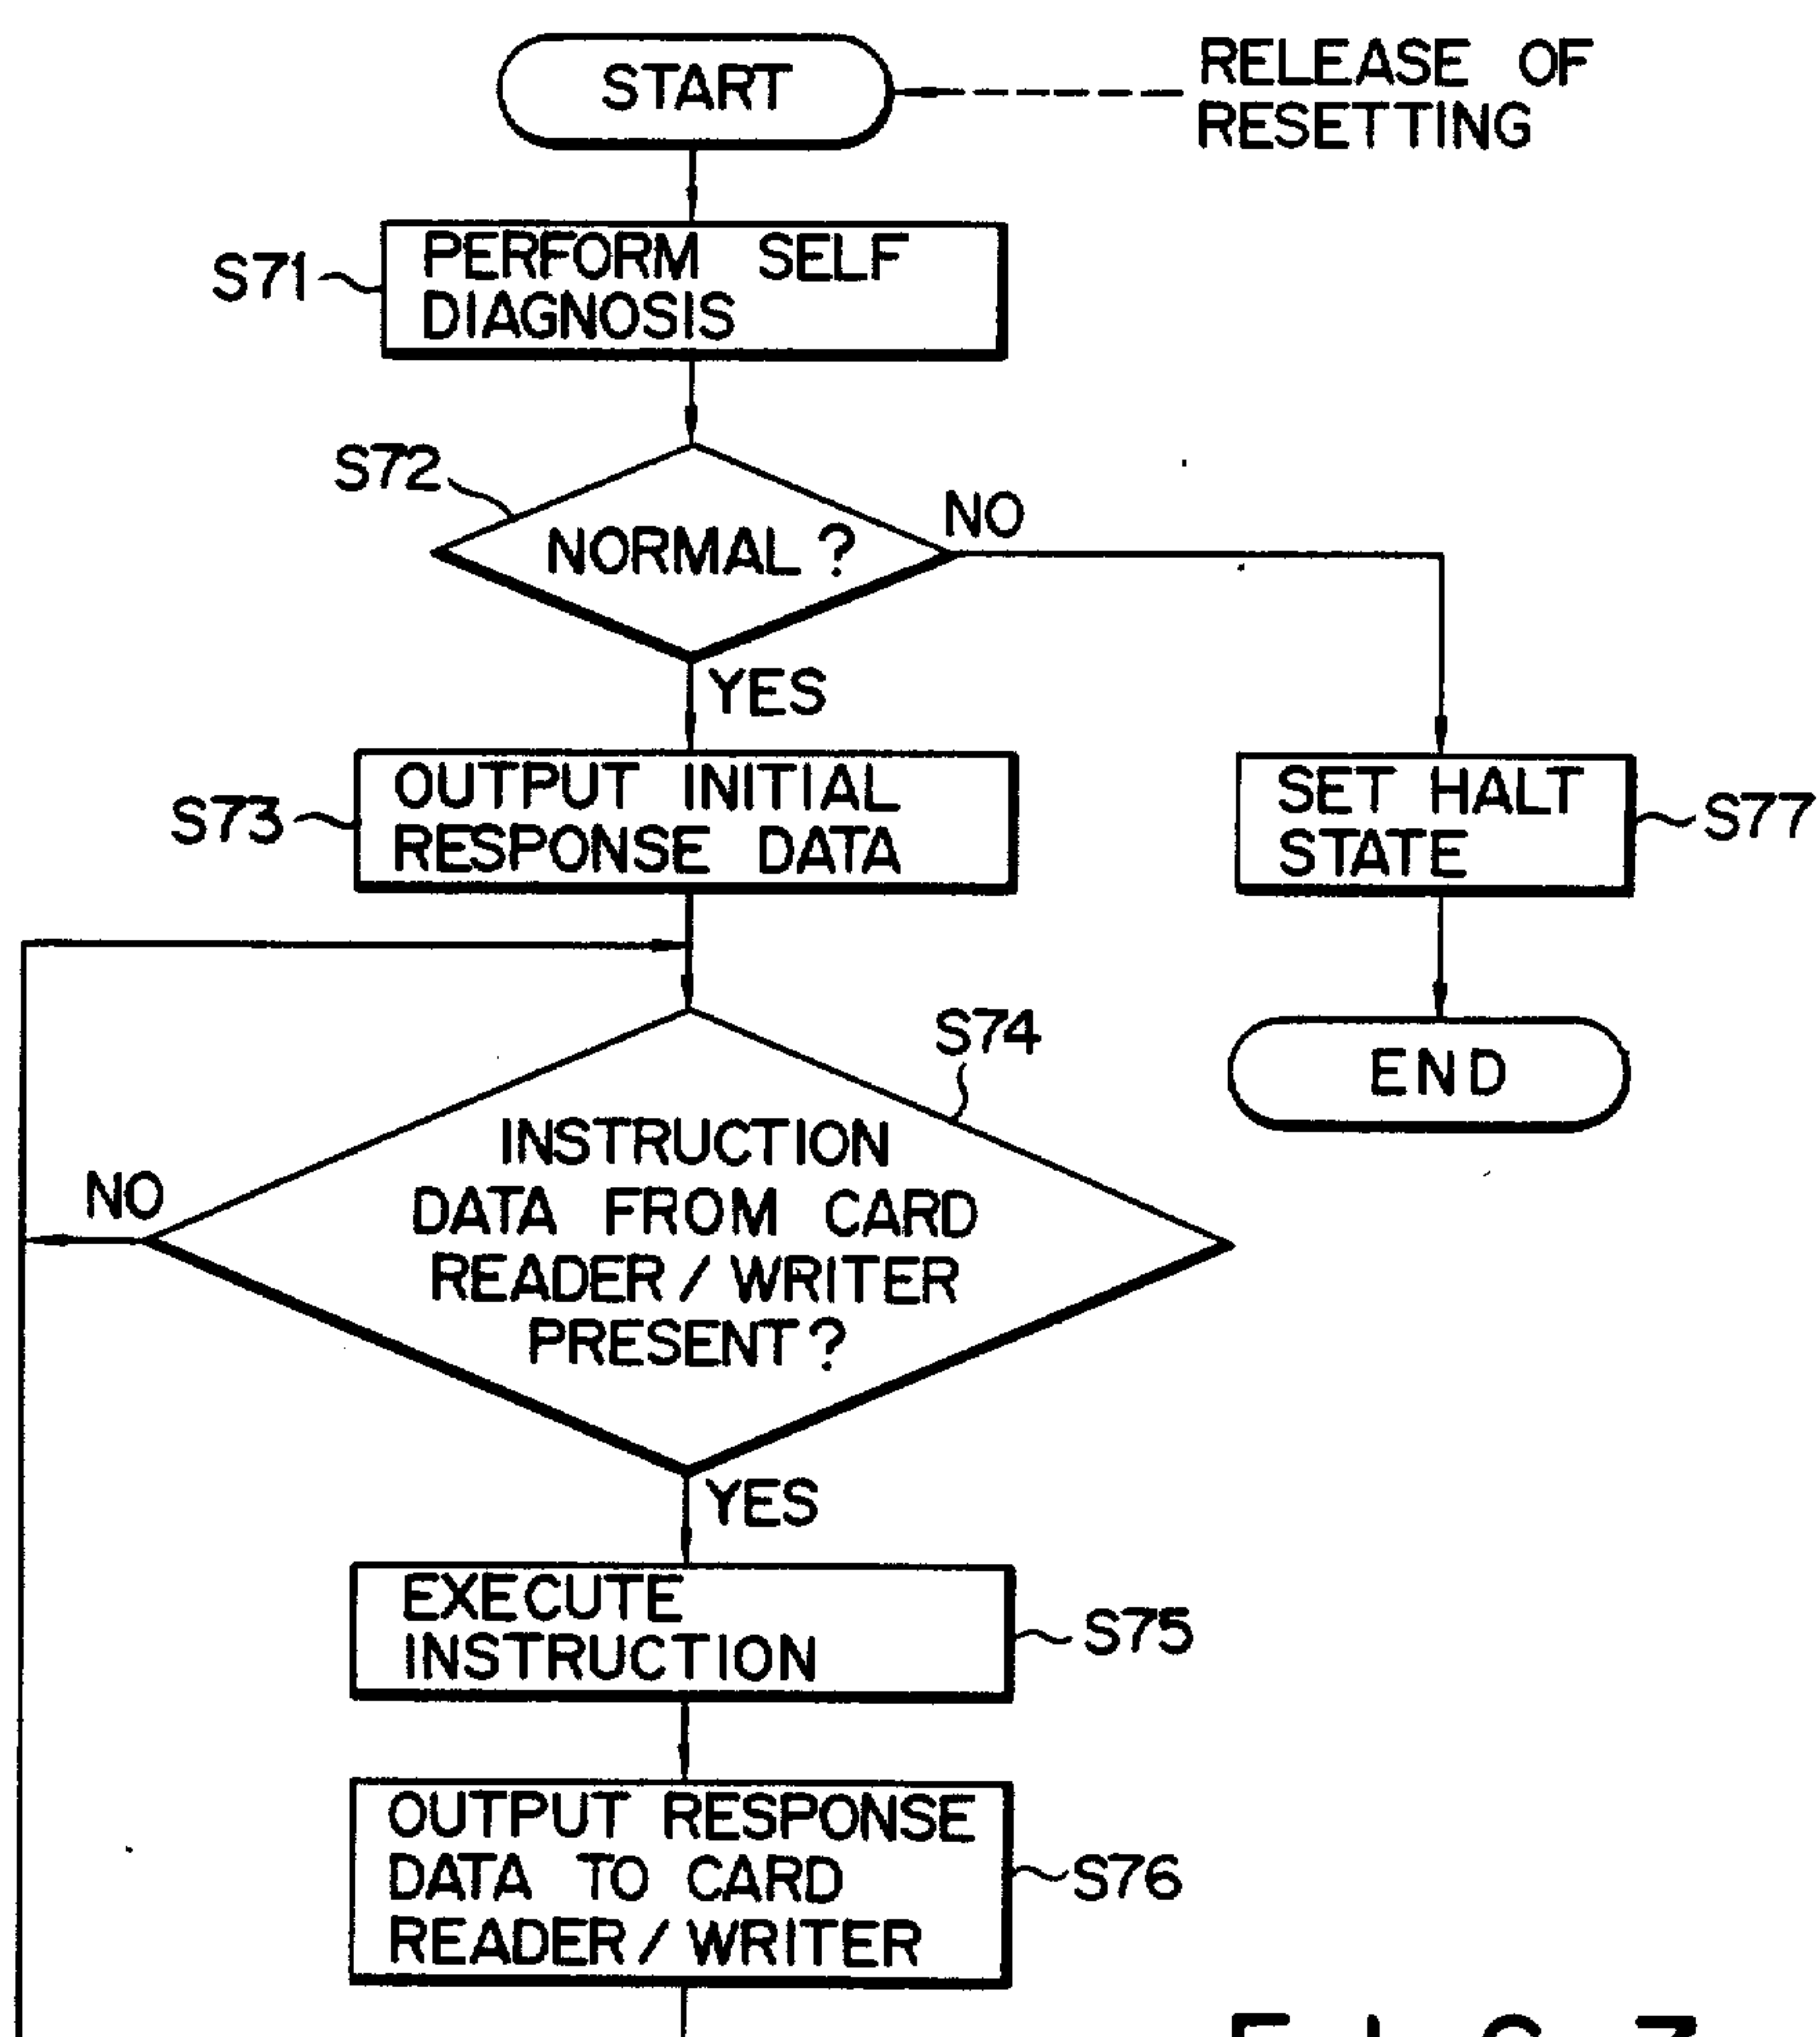 START
RELEASE OF
RESETTING
S71
PERFORM SELF
DIAGNOSIS
S72
NORMAL?
NO
YES
S73
OUTPUT INITIAL
RESPONSE DATA
SET HALT
STATE
S77
END
S74
INSTRUCTION
DATA FROM CARD
READER/WRITER
PRESENT?
NO
YES
EXECUTE
INSTRUCTION
S75
OUTPUT RESPONSE
DATA TO CARD
READER/WRITER
S76